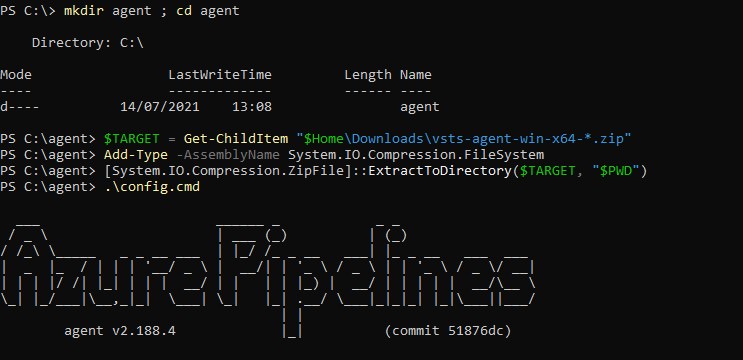 PS C:\> mkdir agent ; cd agent
Directory: C:\
Mode LastWriteTime Length Name
---- ------------- ------ ----
d---- 14/07/2021 13:08 agent
PS C:\agent> $TARGET = Get-ChildItem "$Home\Downloads\vsts-agent-win-x64-*.zip"
PS C:\agent> Add-Type -AssemblyName System.IO.Compression.FileSystem
PS C:\agent> [System.IO.Compression.ZipFile]::ExtractToDirectory($TARGET, "$PWD")
PS C:\agent> .\config.cmd
Azure Pipelines
agent v2.188.4 (commit 51876dc)